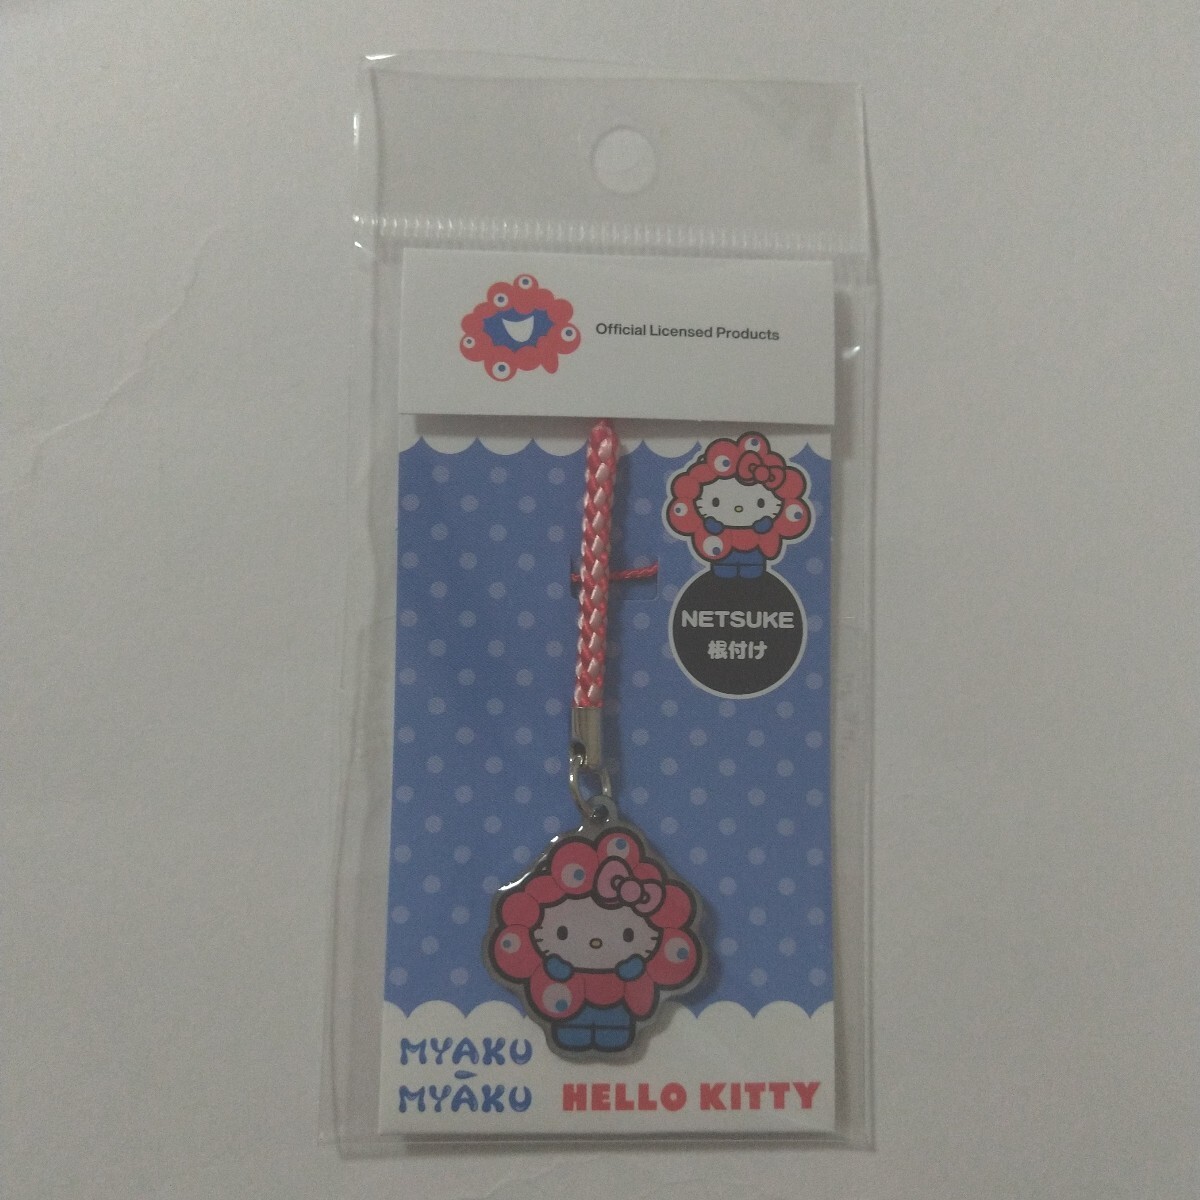 Official Licensed Products
NETSUKE
根付け
MYAKU
MYAKU
HELLO KITTY